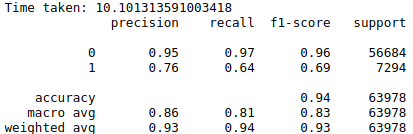 Time taken: 10.101313591003418
precision recall f1-score support
0 0.95 0.97 0.96 56684
1 0.76 0.64 0.69 7294
accuracy 0.94 63978
macro avg 0.86 0.81 0.83 63978
weighted avg 0.93 0.94 0.93 63978